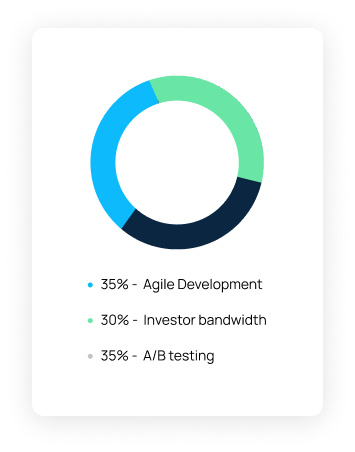 35% - Agile Development
30% - Investor bandwidth
35% - A/B testing